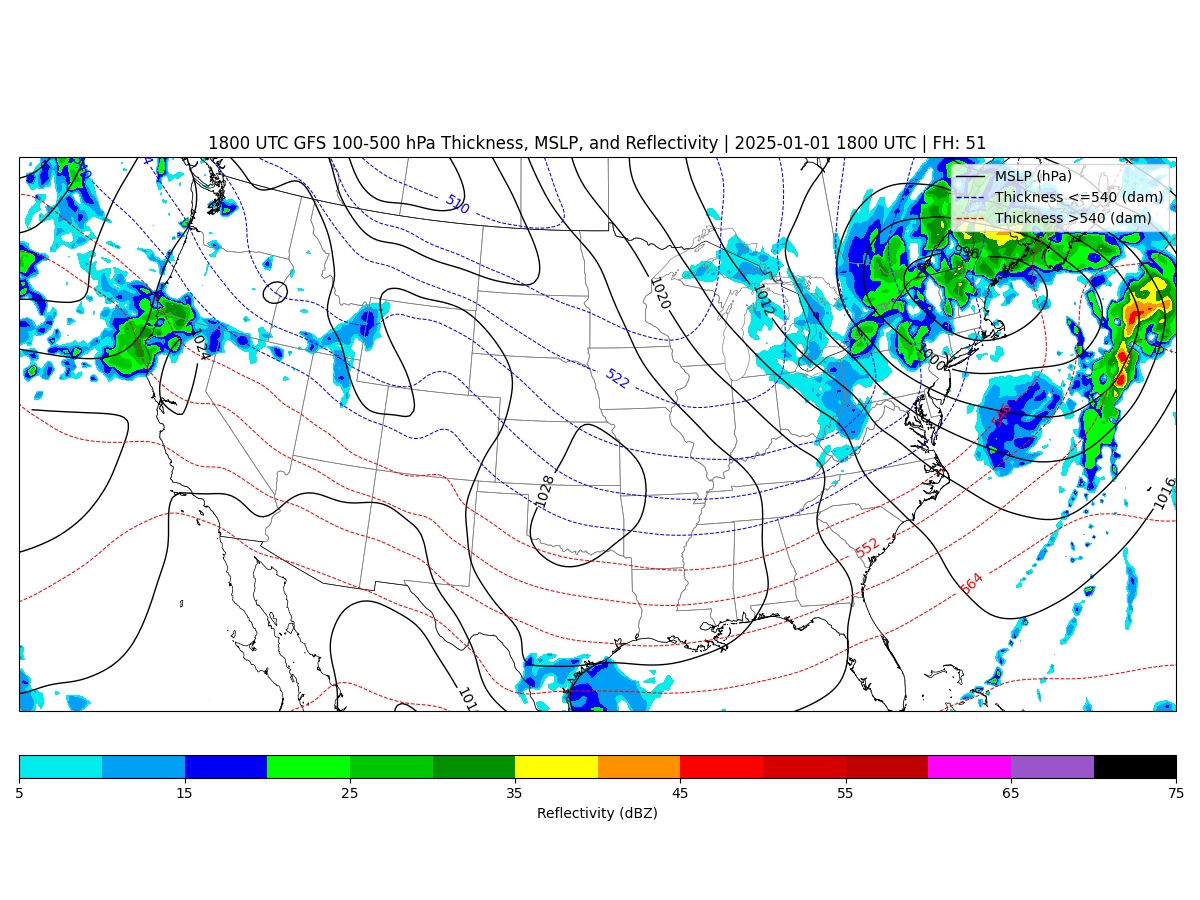 1800 UTC GFS 100-500 hPa Thickness, MSLP, and Reflectivity | 2025-01-01 1800 UTC | FH: 51
MSLP (hPa)
Thickness <=540 (dam)
Thickness >540 (dam)
510
996
1020
1012
1024
1000
522
546
1028
1016
552
564
101
5 15 25 35 45 55 65 75
Reflectivity (dBZ)